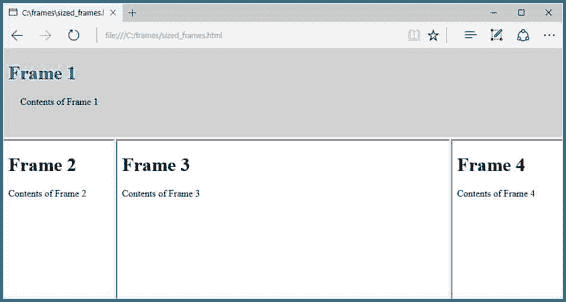 C:\frames\sized_frames.h
file:///C:/frames/sized_frames.html
Frame 1
Contents of Frame 1
Frame 2
Contents of Frame 2
Frame 3
Contents of Frame 3
Frame 4
Contents of Frame 4